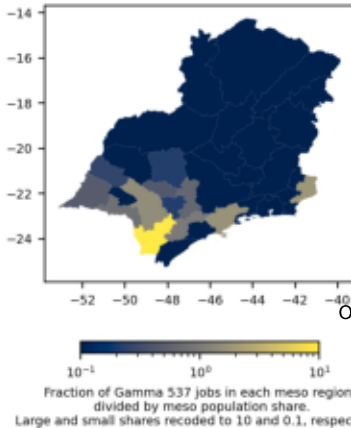 −14
−16
−18
−20
−22
−24
−52 −50 −48 −46 −44 −42 −40
O
10⁻¹ 10⁰ 10¹
Fraction of Gamma 537 jobs in each meso region
divided by meso population share.
Large and small shares recoded to 10 and 0.1, respec